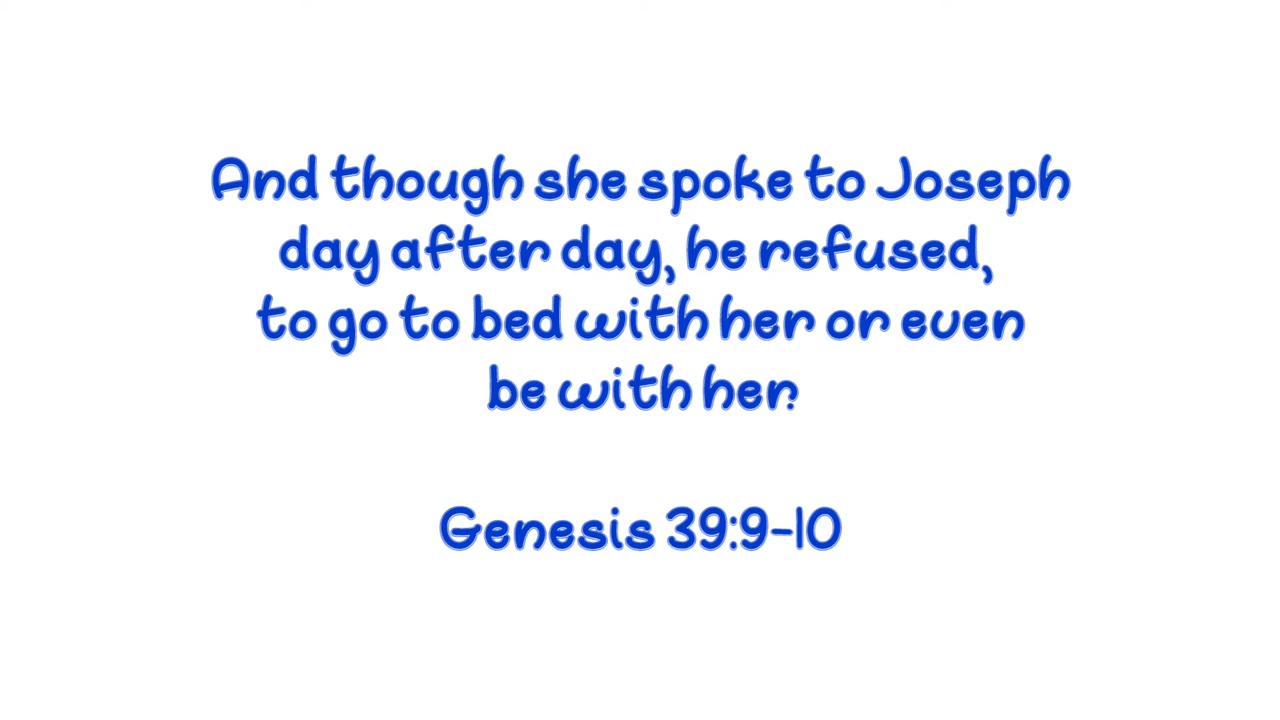 And though she spoke to Joseph
day after day, he refused,
to go to bed with her or even
be with her.
Genesis 39:9-10